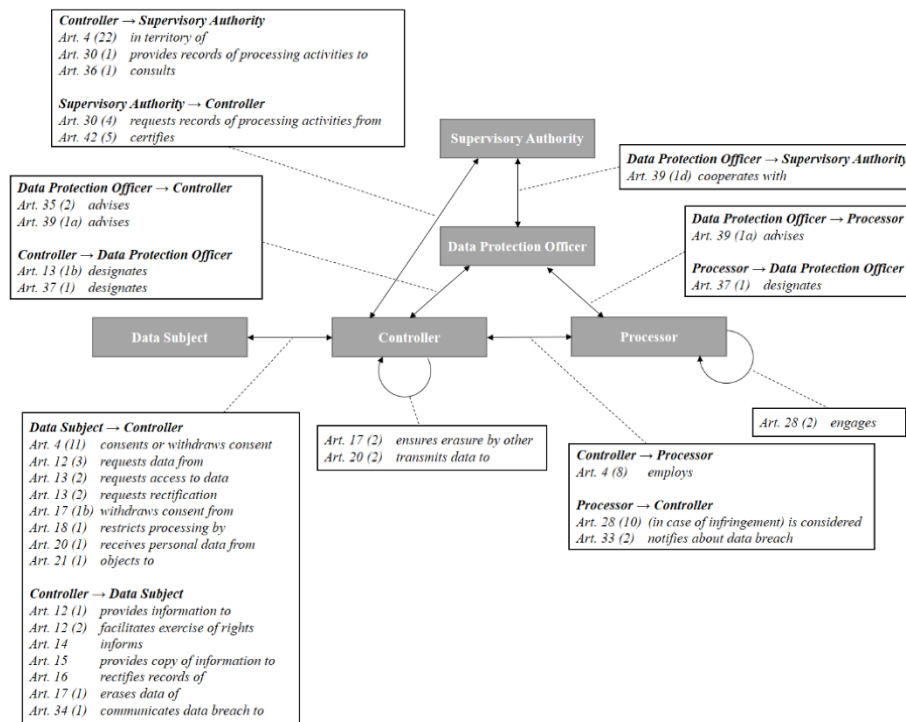 Controller → Supervisory Authority
Art. 4 (22) in territory of
Art. 30 (1) provides records of processing activities to
Art. 36 (1) consults
Supervisory Authority → Controller
Art. 30 (4) requests records of processing activities from
Art. 42 (5) certifies
Supervisory Authority
Data Protection Officer → Supervisory Authority
Art. 39 (1d) cooperates with
Data Protection Officer → Controller
Art. 35 (2) advises
Art. 39 (1a) advises
Controller → Data Protection Officer
Art. 13 (1b) designates
Art. 37 (1) designates
Data Protection Officer
Data Protection Officer → Processor
Art. 39 (1a) advises
Processor → Data Protection Officer
Art. 37 (1) designates
Data Subject
Controller
Processor
Data Subject → Controller
Art. 4 (11) consents or withdraws consent
Art. 12 (3) requests data from
Art. 13 (2) requests access to data
Art. 13 (2) requests rectification
Art. 17 (1b) withdraws consent from
Art. 18 (1) restricts processing by
Art. 20 (1) receives personal data from
Art. 21 (1) objects to
Controller → Data Subject
Art. 12 (1) provides information to
Art. 12 (2) facilitates exercise of rights
Art. 14 informs
Art. 15 provides copy of information to
Art. 16 rectifies records of
Art. 17 (1) erases data of
Art. 34 (1) communicates data breach to
Art. 17 (2) ensures erasure by other
Art. 20 (2) transmits data to
Art. 28 (2) engages
Controller → Processor
Art. 4 (8) employs
Processor → Controller
Art. 28 (10) (in case of infringement) is considered
Art. 33 (2) notifies about data breach